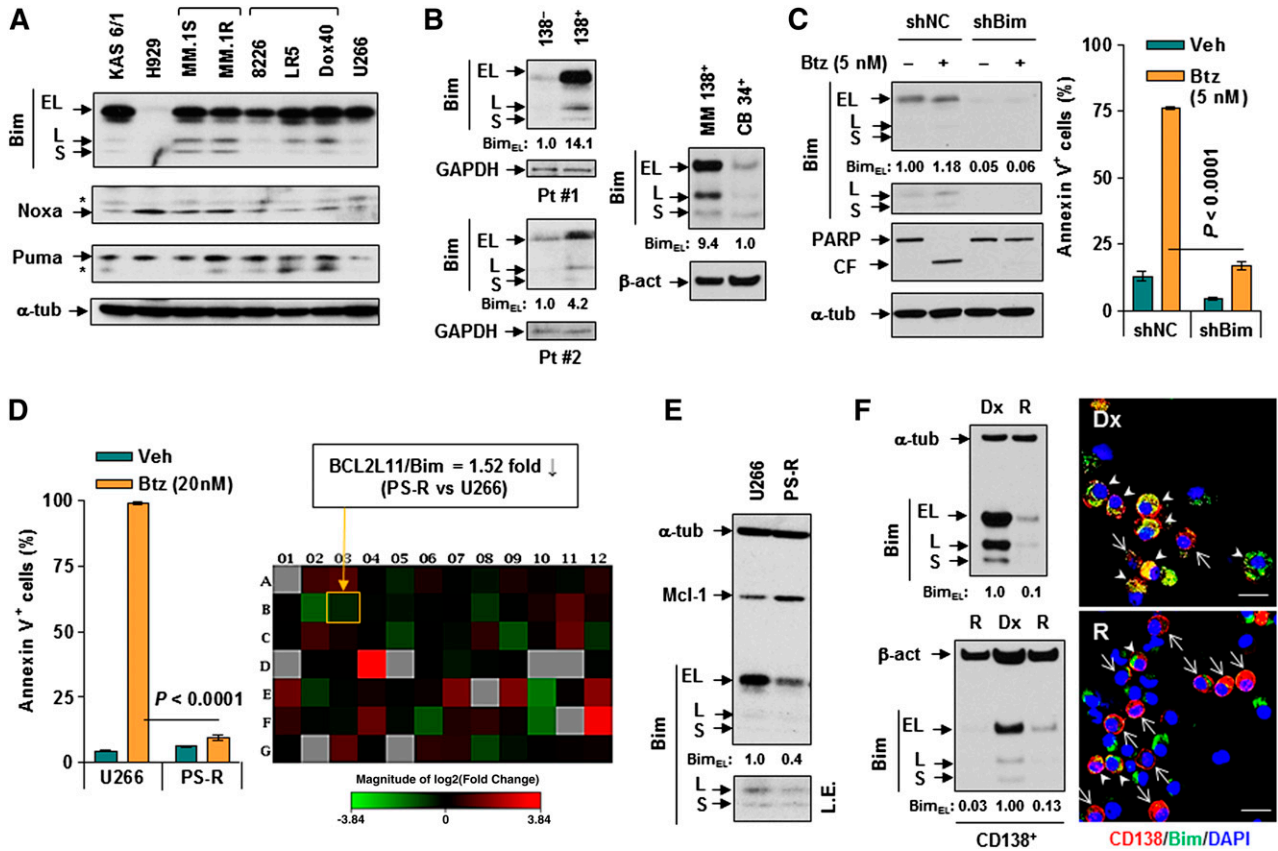 A
KAS 6/1
H929
MM.1S
MM.1R
8226
LR5
Dox40
U266
Bim
EL
L
S
*
Noxa
Puma
*
α-tub
B
138⁻
138⁺
Bim
EL
L
S
Bim_EL: 1.0 14.1
GAPDH
Pt #1
Bim
EL
L
S
Bim_EL: 1.0 4.2
GAPDH
Pt #2
MM 138⁺
CB 34⁺
Bim
EL
L
S
Bim_EL: 9.4 1.0
β-act
C
shNC shBim
Btz (5 nM) – + – +
Bim
EL
L
S
Bim_EL: 1.00 1.18 0.05 0.06
L
S
PARP
CF
α-tub
Annexin V⁺ cells (%)
100
75
50
25
0
Veh
Btz
(5 nM)
P < 0.0001
shNC shBim
D
Veh
Btz (20nM)
Annexin V⁺ cells (%)
100
75
50
25
0
P < 0.0001
U266 PS-R
BCL2L11/Bim = 1.52 fold ↓
(PS-R vs U266)
01 02 03 04 05 06 07 08 09 10 11 12
A
B
C
D
E
F
G
Magnitude of log2(Fold Change)
-3.84 0 3.84
E
U266
PS-R
α-tub
Mcl-1
Bim
EL
L
S
Bim_EL: 1.0 0.4
L
S
L.E.
F
Dx R
α-tub
Bim
EL
L
S
Bim_EL: 1.0 0.1
R Dx R
β-act
Bim
EL
L
S
Bim_EL: 0.03 1.00 0.13
CD138⁺
Dx
R
CD138/Bim/DAPI